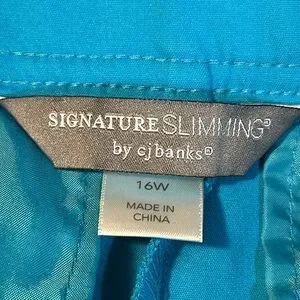 SIGNATURE SLIMMING®
by cj banks®
16W
MADE IN
CHINA